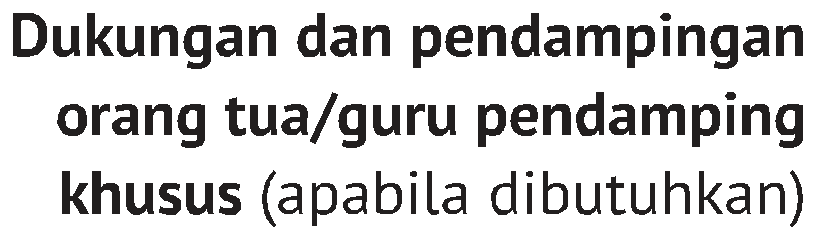 Dukungan dan pendampingan
orang tua/guru pendamping
khusus (apabila dibutuhkan)